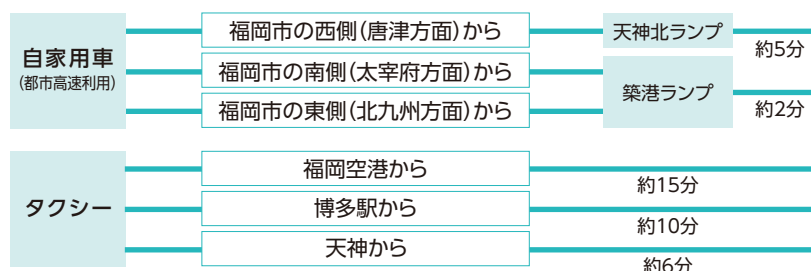 自家用車
(都市高速利用)
福岡市の西側(唐津方面)から
天神北ランプ
約5分
福岡市の南側(太宰府方面)から
福岡市の東側(北九州方面)から
築港ランプ
約2分
タクシー
福岡空港から
約15分
博多駅から
約10分
天神から
約6分